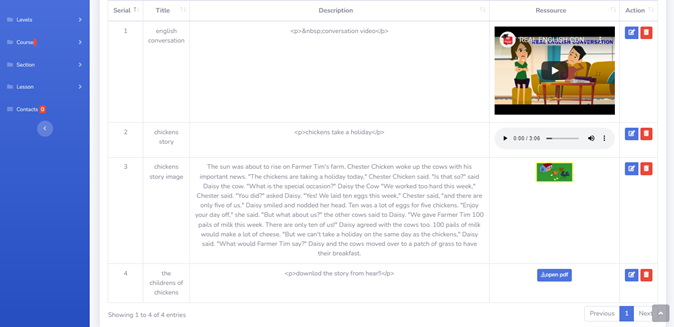 Levels
Course
Section
Lesson
Contacts 0
Serial Title Description Ressource Action
1 english conversation <p>&nbsp;conversation video</p>
REAL ENGLISH CON
2 chickens story <p>chickens take a holiday</p>
0:00 / 3:06
3 chickens story image
The sun was about to rise on Farmer Tim's farm. Chester Chicken woke up the cows with his
important news. "The chickens are taking a holiday today," Chester Chicken said. "Is that so?" said
Daisy the cow. "What is the special occasion?" Daisy the Cow "We worked too hard this week,"
Chester said. "You did?" asked Daisy. "Yes! We laid ten eggs this week," Chester said, "and there are
only five of us." Daisy smiled and nodded her head. Ten was a lot of eggs for five chickens. "Enjoy
your day off," she said. "But what about us?" the other cows said to Daisy. "We gave Farmer Tim 100
pails of milk this week. There are only ten of us!" Daisy agreed with the cows too. 100 pails of milk
would make a lot of cheese. "But we can't take a holiday on the same day as the chickens," Daisy
said. "What would Farmer Tim say?" Daisy and the cows moved over to a patch of grass to have
their breakfast.
4 the childrens of chickens <p>downlod the story from hear!!</p>
open pdf
Showing 1 to 4 of 4 entries
Previous 1 Next